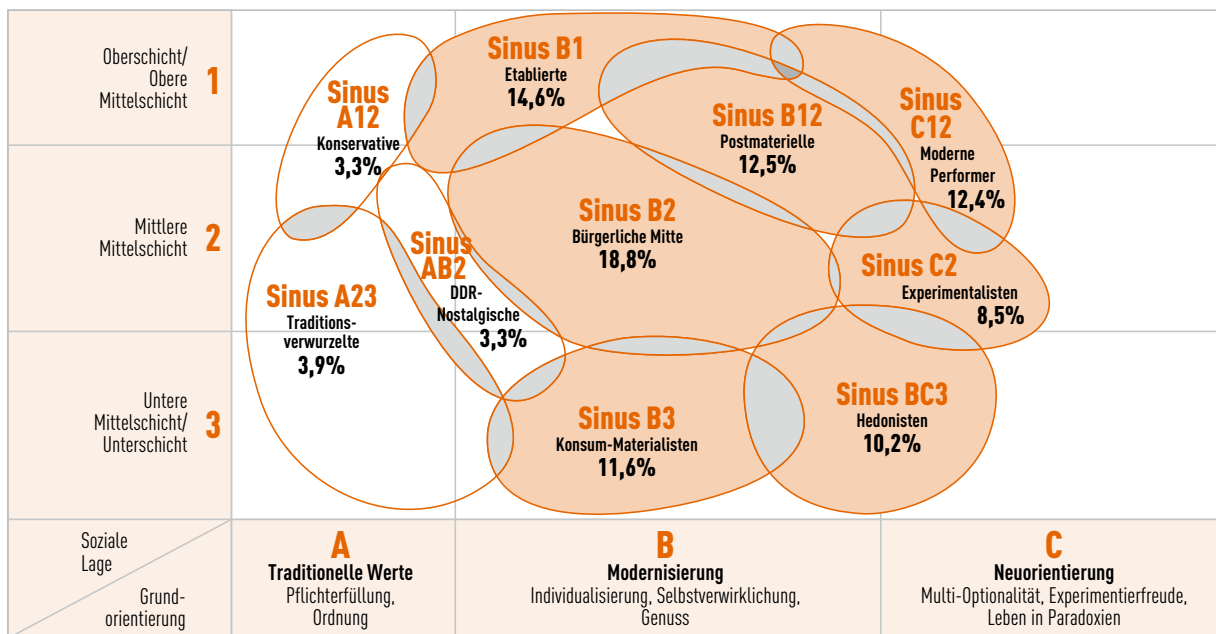 Oberschicht/
Obere
Mittelschicht
1
Mittlere
Mittelschicht
2
Untere
Mittelschicht/
Unterschicht
3
Sinus
A12
Konservative
3,3%
Sinus B1
Etablierte
14,6%
Sinus B12
Postmaterielle
12,5%
Sinus
C12
Moderne
Performer
12,4%
Sinus A23
Traditions-
verwurzelte
3,9%
Sinus
AB2
DDR-
Nostalgische
3,3%
Sinus B2
Bürgerliche Mitte
18,8%
Sinus C2
Experimentalisten
8,5%
Sinus B3
Konsum-Materialisten
11,6%
Sinus BC3
Hedonisten
10,2%
Soziale
Lage
Grund-
orientierung
A
Traditionelle Werte
Pflichterfüllung,
Ordnung
B
Modernisierung
Individualisierung, Selbstverwirklichung,
Genuss
C
Neuorientierung
Multi-Optionalität, Experimentierfreude,
Leben in Paradoxien